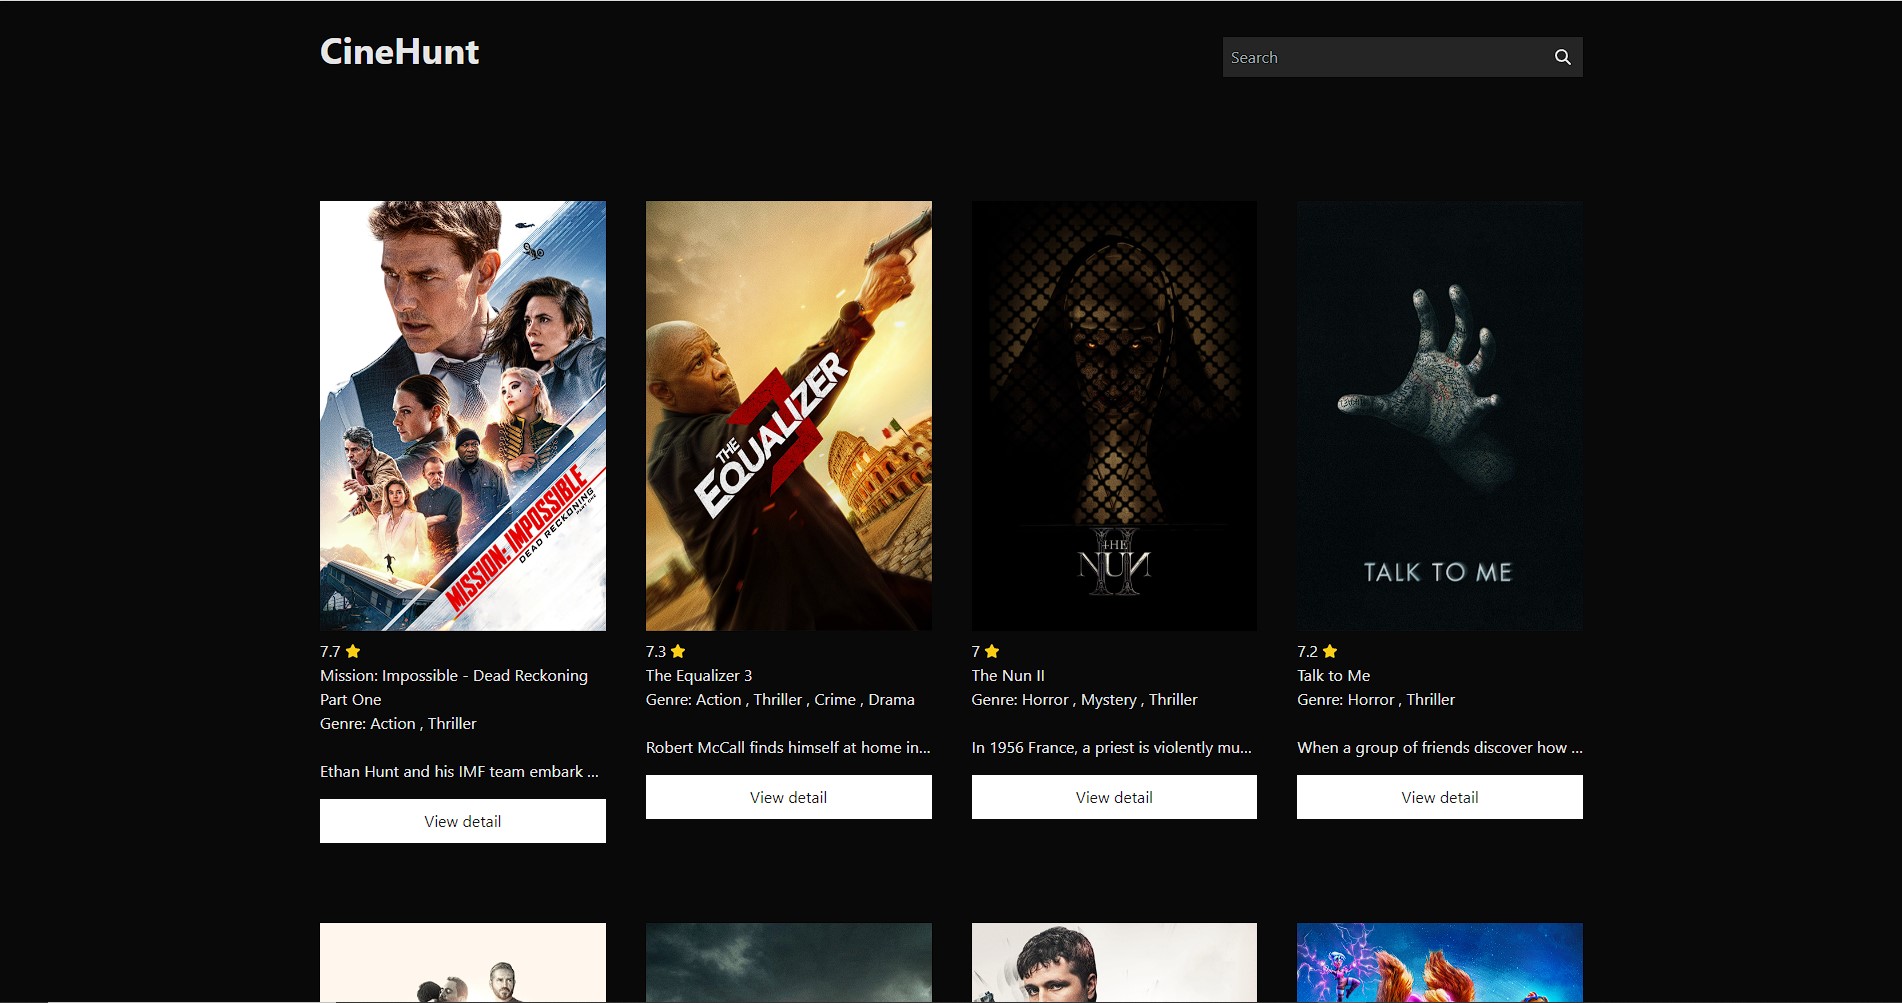 CineHunt
Search
MISSION: IMPOSSIBLE
DEAD RECKONING
PART ONE
THE
EQUALIZER
3
THE
NUN
II
TALK TO ME
7.7
Mission: Impossible - Dead Reckoning
Part One
Genre: Action , Thriller
Ethan Hunt and his IMF team embark ...
View detail
7.3
The Equalizer 3
Genre: Action , Thriller , Crime , Drama
Robert McCall finds himself at home in...
View detail
7
The Nun II
Genre: Horror , Mystery , Thriller
In 1956 France, a priest is violently mu...
View detail
7.2
Talk to Me
Genre: Horror , Thriller
When a group of friends discover how ...
View detail